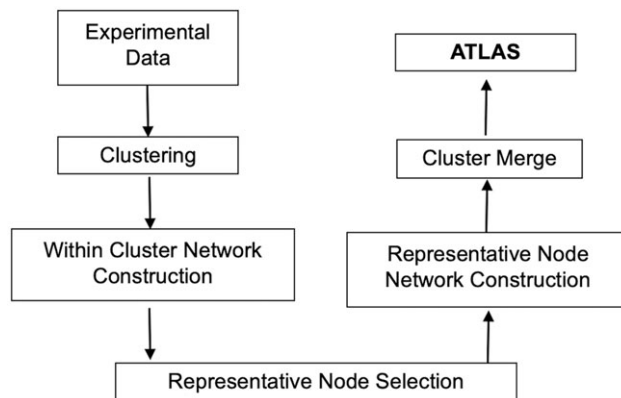 Experimental
Data
Clustering
Within Cluster Network
Construction
Representative Node Selection
Representative Node
Network Construction
Cluster Merge
ATLAS